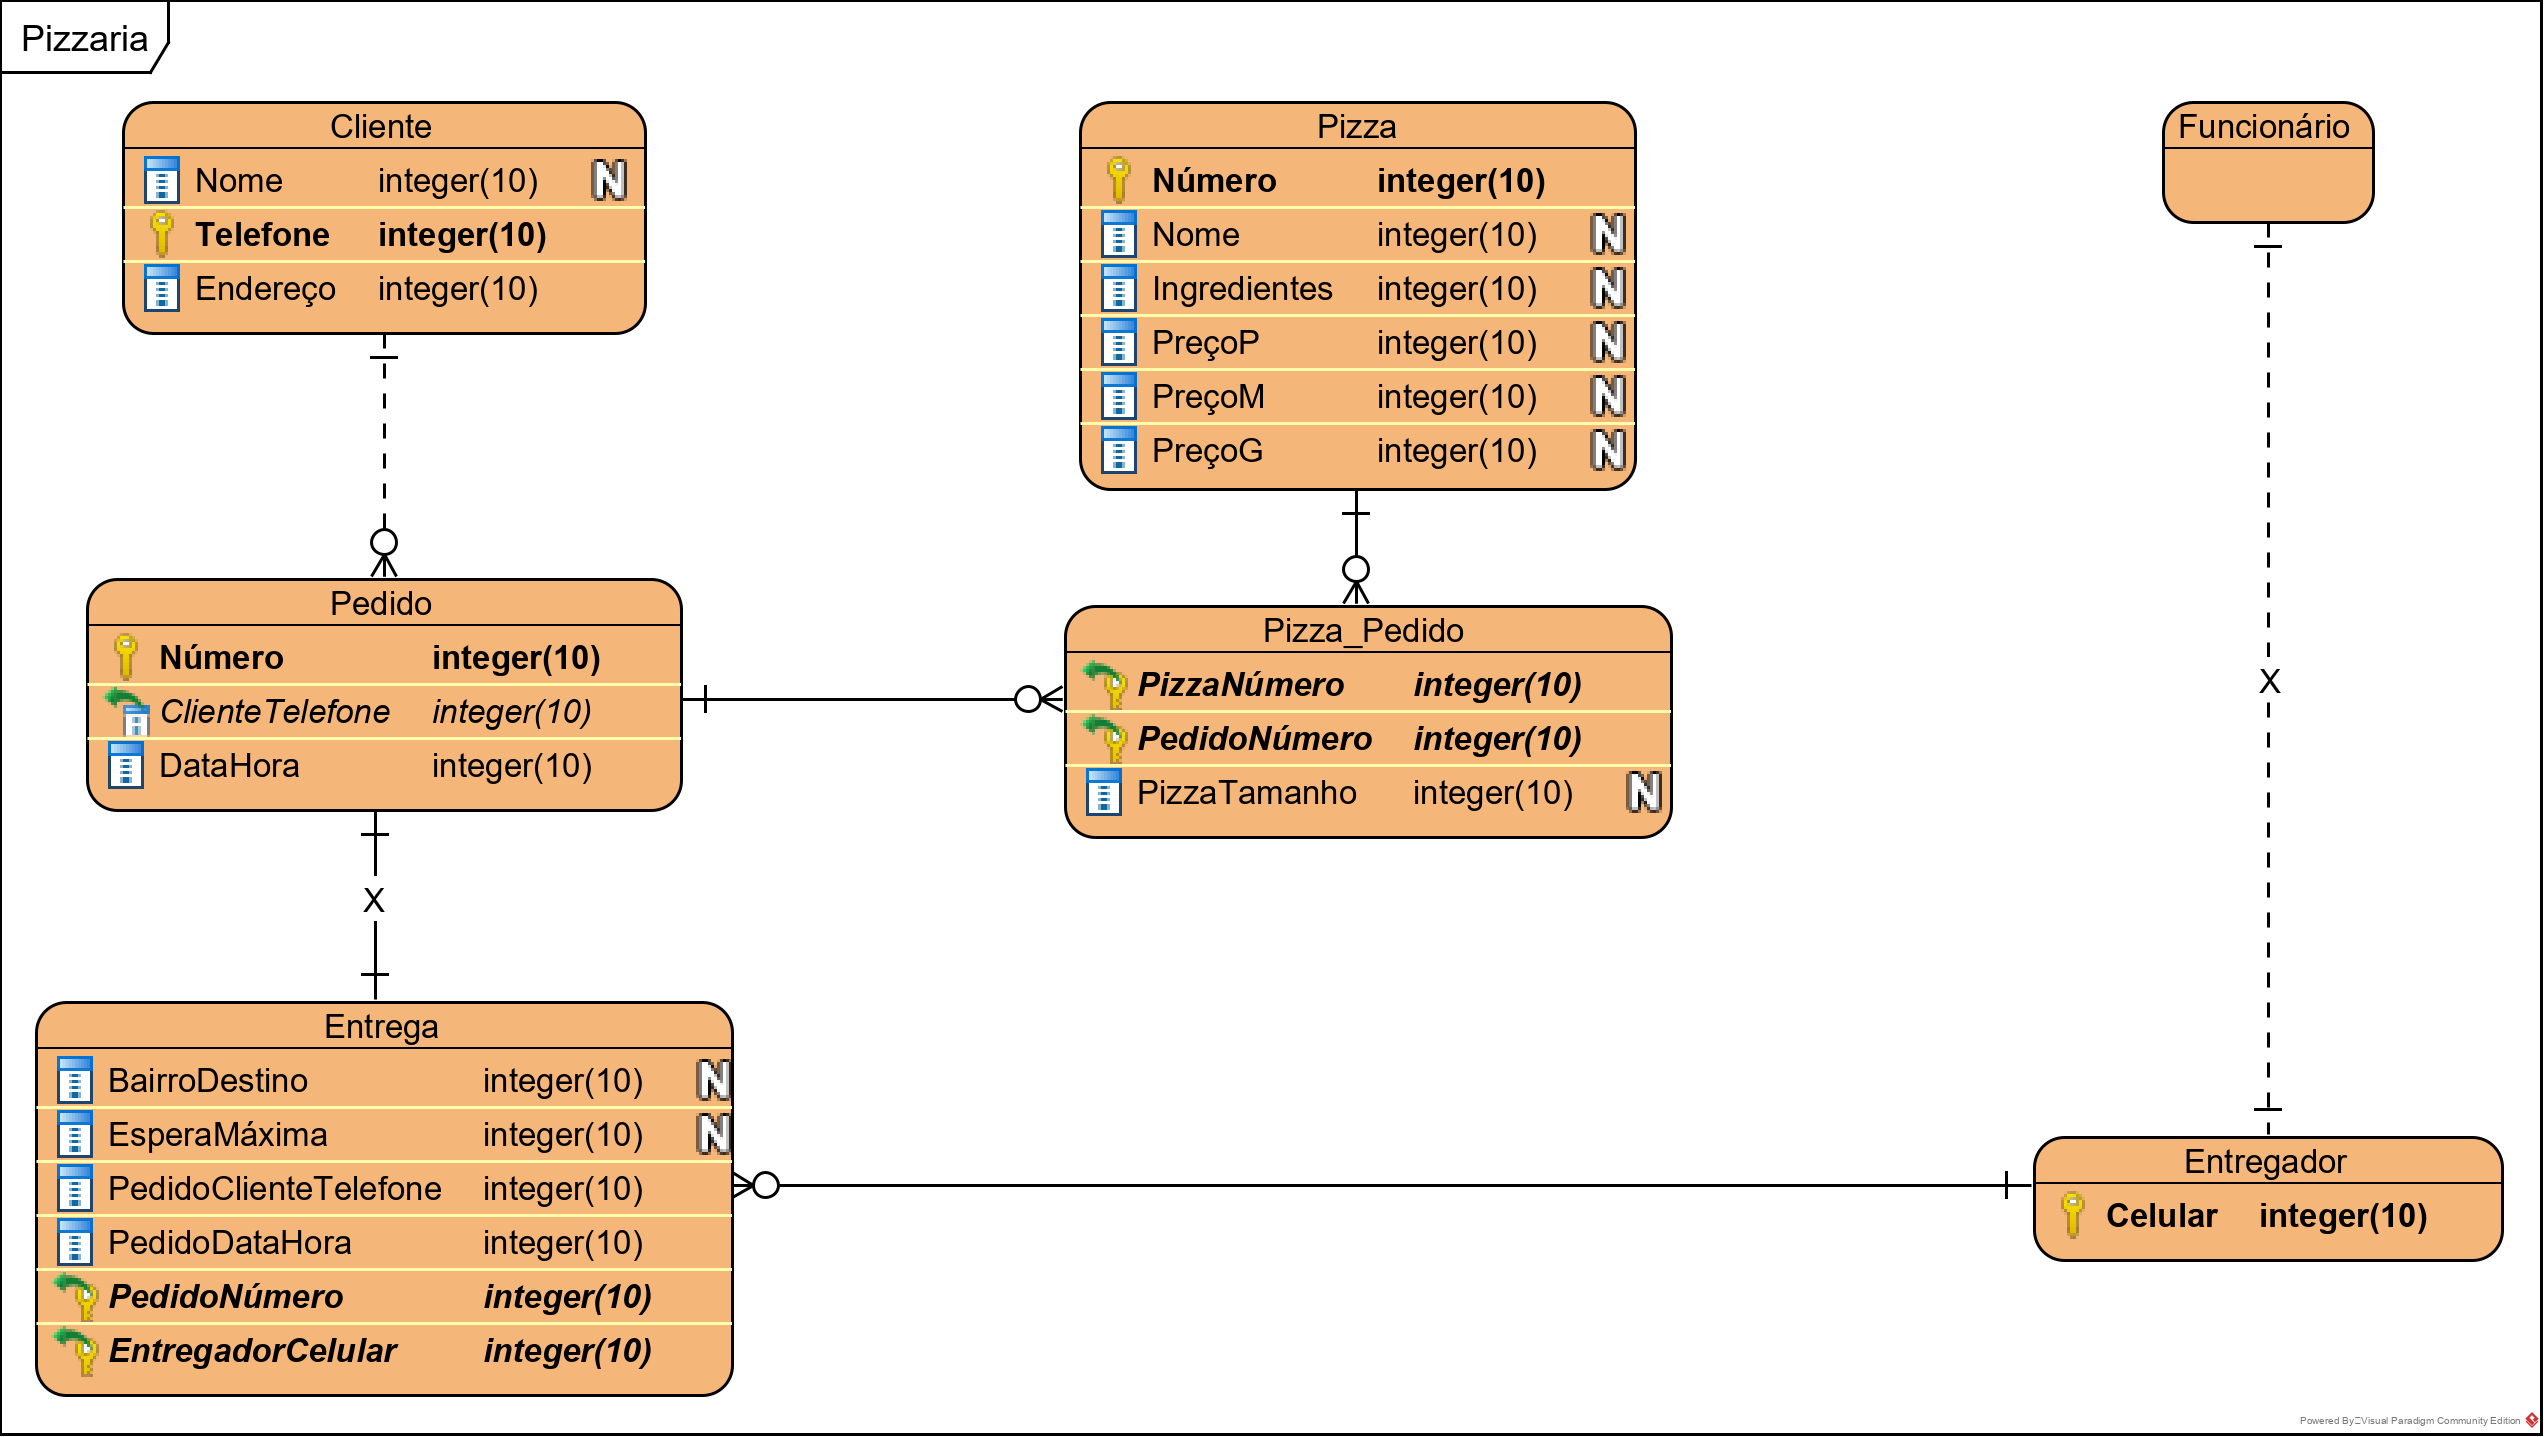 Pizzaria
Cliente
Nome integer(10) N
Telefone integer(10)
Endereço integer(10)
Pizza
Número integer(10)
Nome integer(10) N
Ingredientes integer(10) N
PreçoP integer(10) N
PreçoM integer(10) N
PreçoG integer(10) N
Funcionário
Pedido
Número integer(10)
ClienteTelefone integer(10)
DataHora integer(10)
Pizza_Pedido
PizzaNúmero integer(10)
PedidoNúmero integer(10)
PizzaTamanho integer(10) N
X
X
Entrega
BairroDestino integer(10) N
EsperaMáxima integer(10) N
PedidoClienteTelefone integer(10)
PedidoDataHora integer(10)
PedidoNúmero integer(10)
EntregadorCelular integer(10)
Entregador
Celular integer(10)
Powered By Visual Paradigm Community Edition